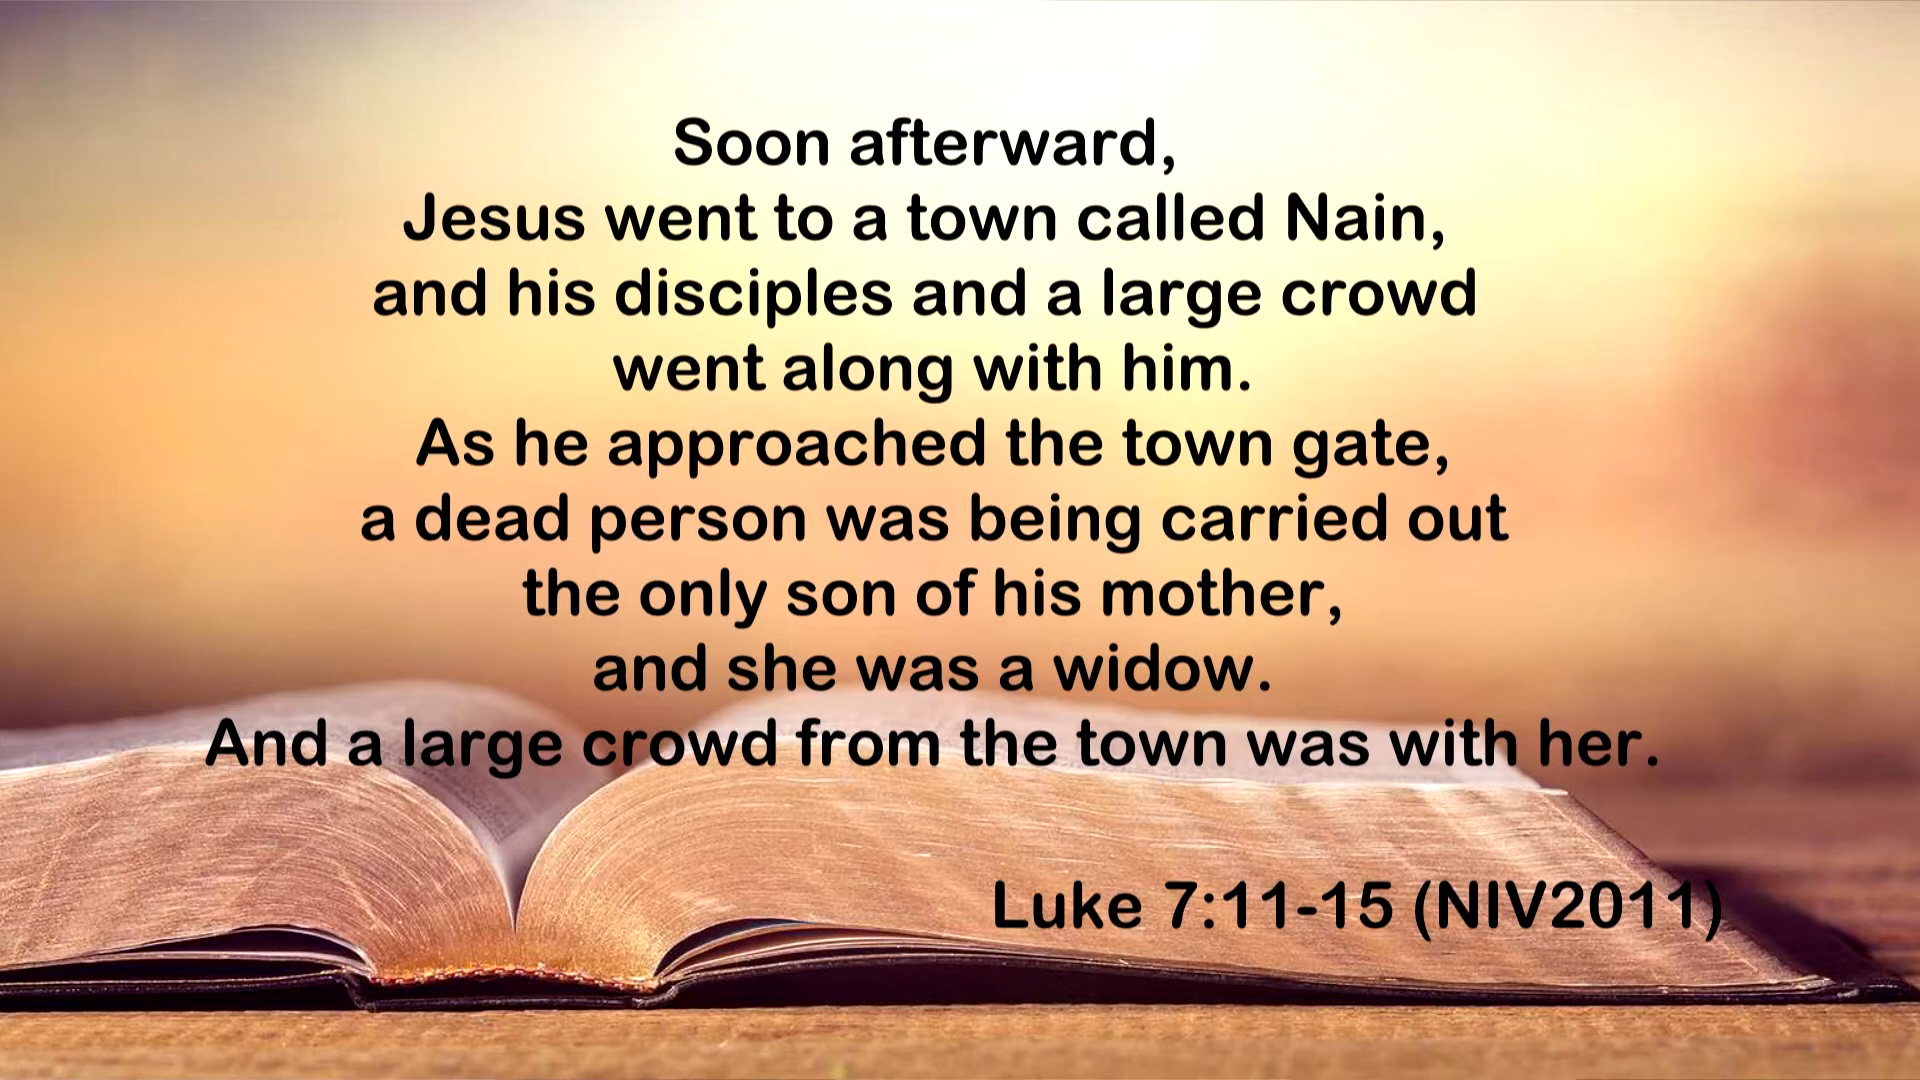 Soon afterward,
Jesus went to a town called Nain,
and his disciples and a large crowd
went along with him.
As he approached the town gate,
a dead person was being carried out
the only son of his mother,
and she was a widow.
And a large crowd from the town was with her.
Luke 7:11-15 (NIV2011)